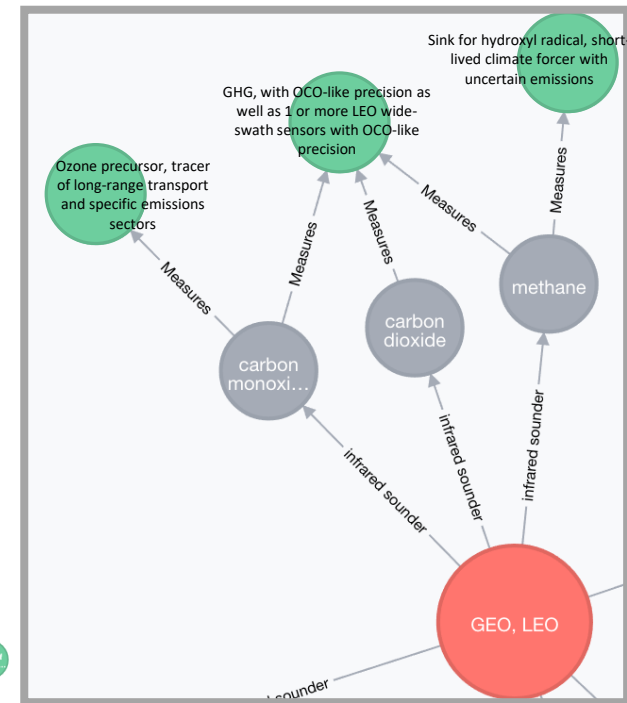 Sink for hydroxyl radical, short-
lived climate forcer with
uncertain emissions
GHG, with OCO-like precision as
well as 1 or more LEO wide-
swath sensors with OCO-like
precision
Ozone precursor, tracer
of long-range transport
and specific emissions
sectors
Measures
Measures
Measures
Measures
Measures
methane
carbon
dioxide
carbon
monoxi…
infrared sounder
infrared sounder
infrared sounder
GEO, LEO
sounder